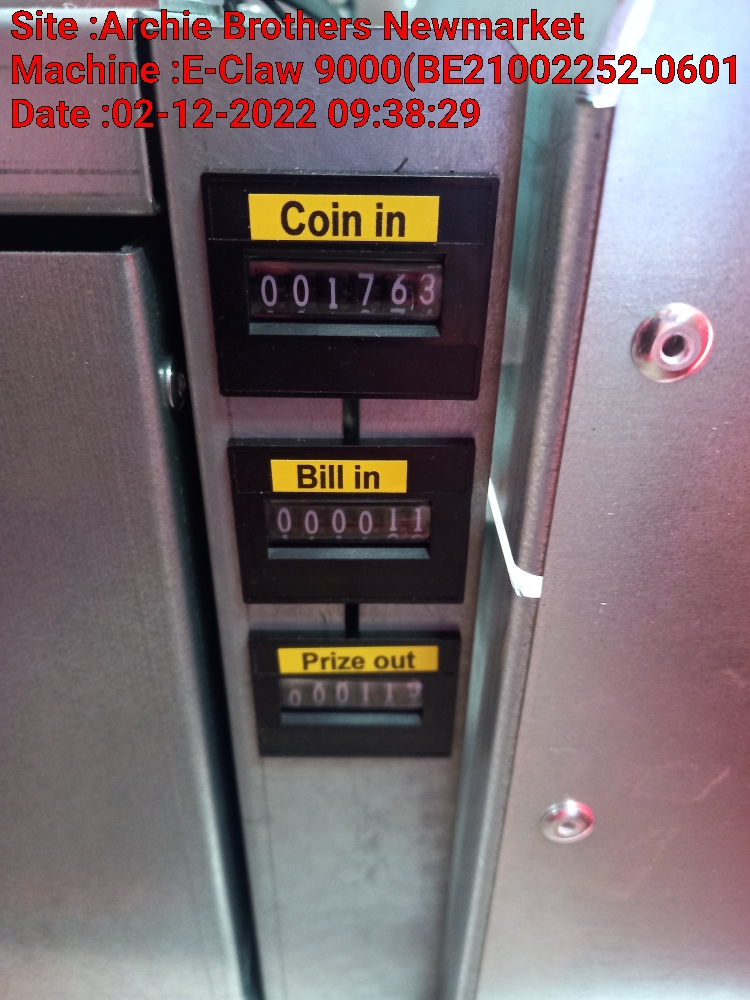 Site :Archie Brothers Newmarket
Machine :E-Claw 9000(BE21002252-0601
Date :02-12-2022 09:38:29
Coin in
001763
Bill in
000011
Prize out